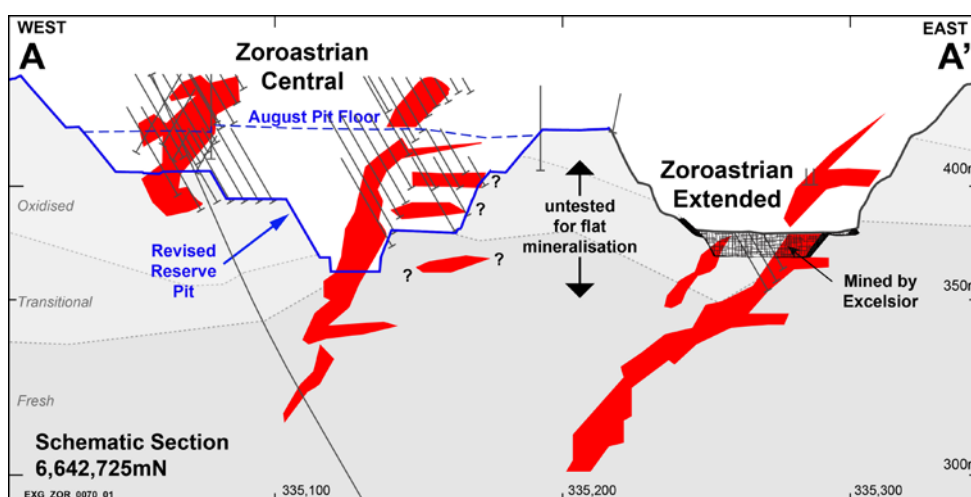 WEST
EAST
A
A'
Zoroastrian
Central
August Pit Floor
Zoroastrian
Extended
400m
Oxidised
?
?
untested
for flat
mineralisation
Revised
Reserve
Pit
?
?
Mined by
Excelsior
350m
Transitional
Fresh
Schematic Section
6,642,725mN
300m
EXG_ZOR_0070_01
335,100
335,200
335,300